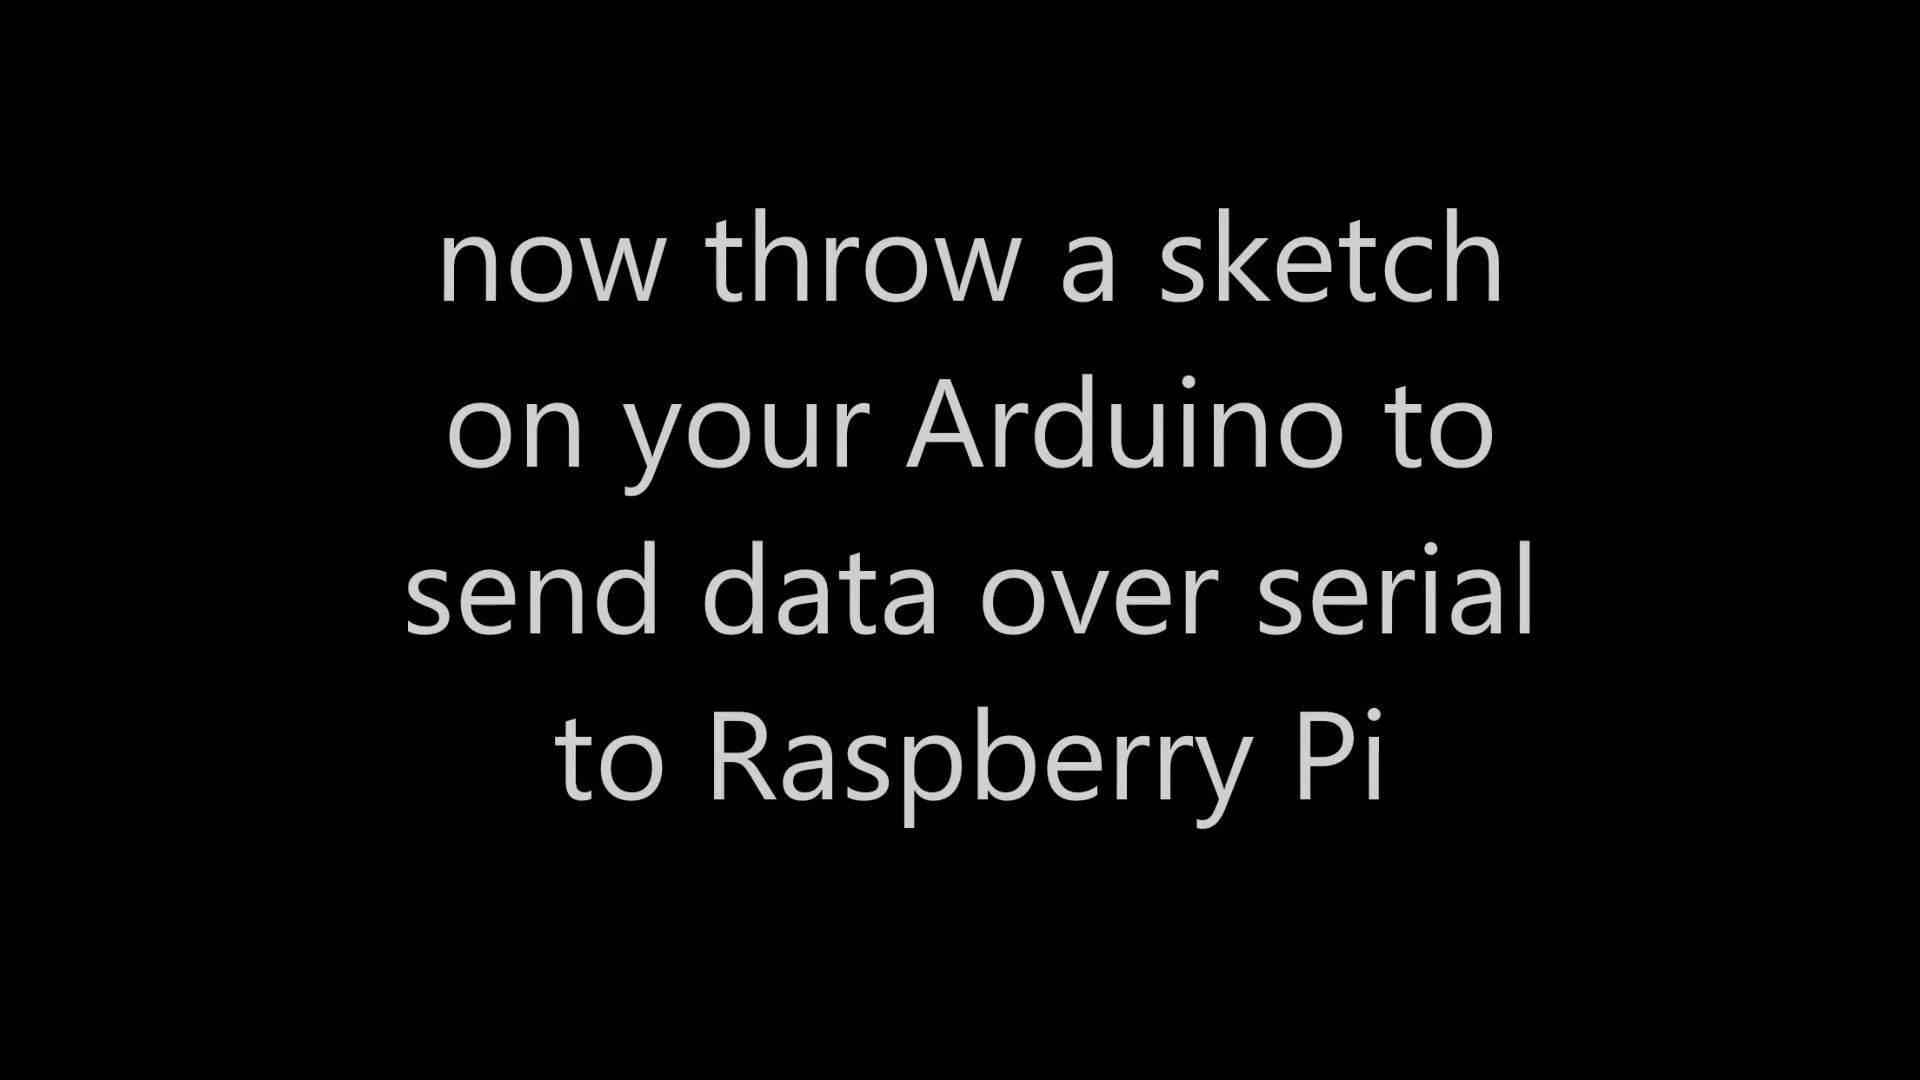 now throw a sketch
on your Arduino to
send data over serial
to Raspberry Pi